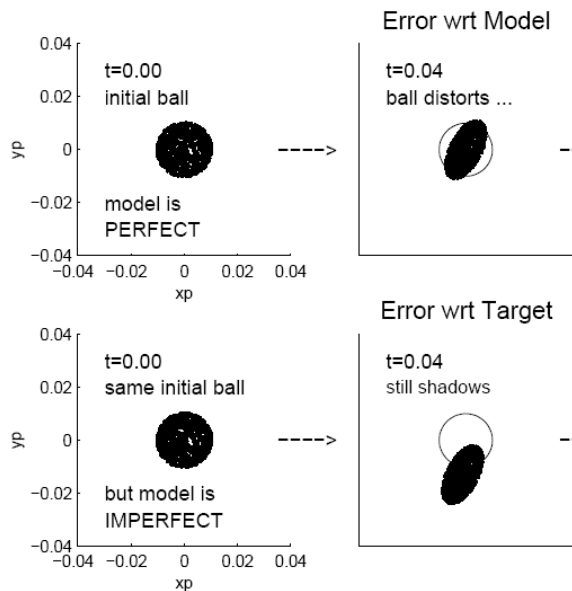 Error wrt Model
0.04
t=0.00
initial ball
t=0.04
ball distorts ...
0.02
yp
0
---->
−0.02
model is
PERFECT
−0.04
−0.04 −0.02 0 0.02 0.04
xp
Error wrt Target
0.04
t=0.00
same initial ball
t=0.04
still shadows
0.02
yp
0
---->
−0.02
but model is
IMPERFECT
−0.04
−0.04 −0.02 0 0.02 0.04
xp